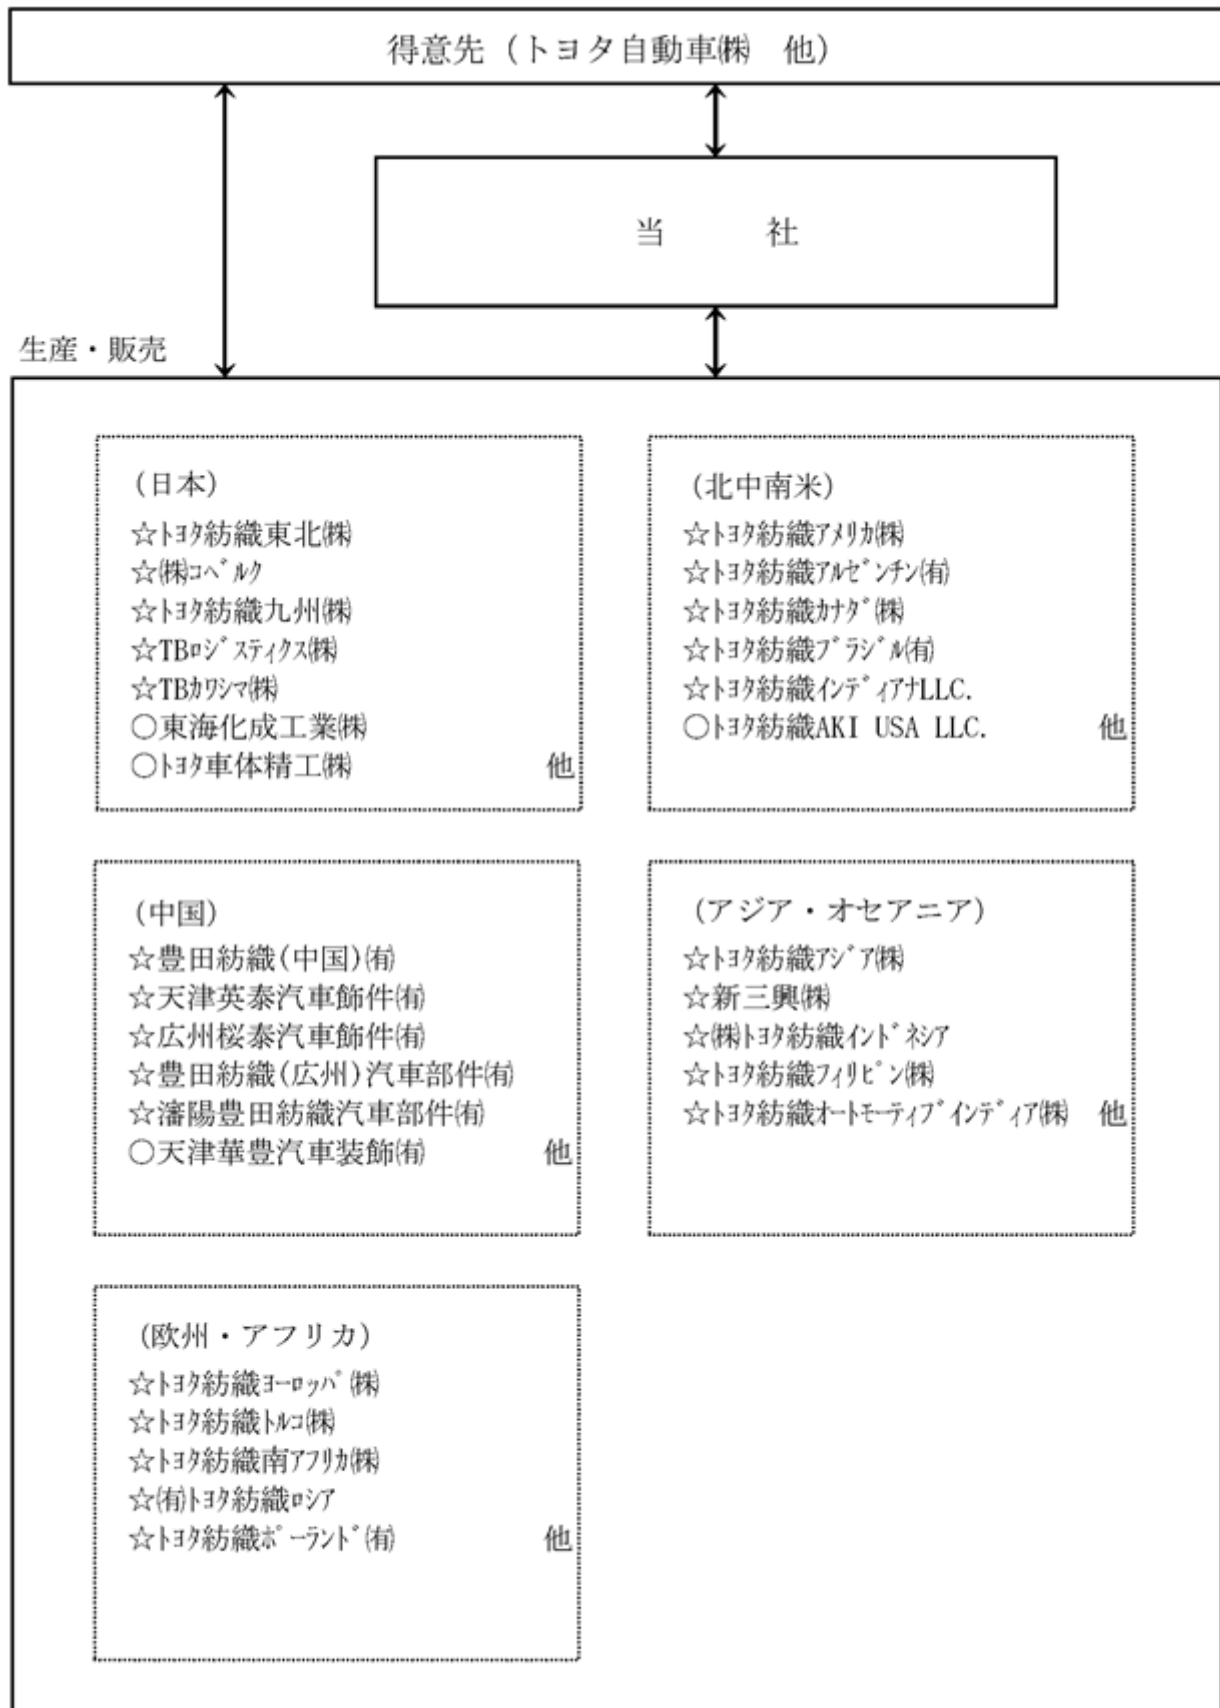 得意先（トヨタ自動車㈱　他）
当　　　社
生産・販売
（日本）
☆ﾄﾖﾀ紡織東北㈱
☆㈱ｺﾍﾞﾙｸ
☆ﾄﾖﾀ紡織九州㈱
☆TBﾛｼﾞｽﾃｨｸｽ㈱
☆TBｶﾜｼﾏ㈱
○東海化成工業㈱
○ﾄﾖﾀ車体精工㈱　他
（北中南米）
☆ﾄﾖﾀ紡織ｱﾒﾘｶ㈱
☆ﾄﾖﾀ紡織ｱﾙｾﾞﾝﾁﾝ㈲
☆ﾄﾖﾀ紡織ｶﾅﾀﾞ㈱
☆ﾄﾖﾀ紡織ﾌﾞﾗｼﾞﾙ㈲
☆ﾄﾖﾀ紡織ｲﾝﾃﾞｨｱﾅLLC.
○ﾄﾖﾀ紡織AKI USA LLC.　他
（中国）
☆豊田紡織(中国)㈲
☆天津英泰汽車飾件㈲
☆広州桜泰汽車飾件㈲
☆豊田紡織(広州)汽車部件㈲
☆瀋陽豊田紡織汽車部件㈲
○天津華豊汽車装飾㈲　他
（アジア・オセアニア）
☆ﾄﾖﾀ紡織ｱｼﾞｱ㈱
☆新三興㈱
☆㈱ﾄﾖﾀ紡織ｲﾝﾄﾞﾈｼｱ
☆ﾄﾖﾀ紡織ﾌｨﾘﾋﾟﾝ㈱
☆ﾄﾖﾀ紡織ｵｰﾄﾓｰﾃｨﾌﾞｲﾝﾃﾞｨｱ㈱　他
（欧州・アフリカ）
☆ﾄﾖﾀ紡織ﾖｰﾛｯﾊﾟ㈱
☆ﾄﾖﾀ紡織ﾄﾙｺ㈱
☆ﾄﾖﾀ紡織南ｱﾌﾘｶ㈱
☆㈲ﾄﾖﾀ紡織ﾛｼｱ
☆ﾄﾖﾀ紡織ﾎﾟｰﾗﾝﾄﾞ㈲　他